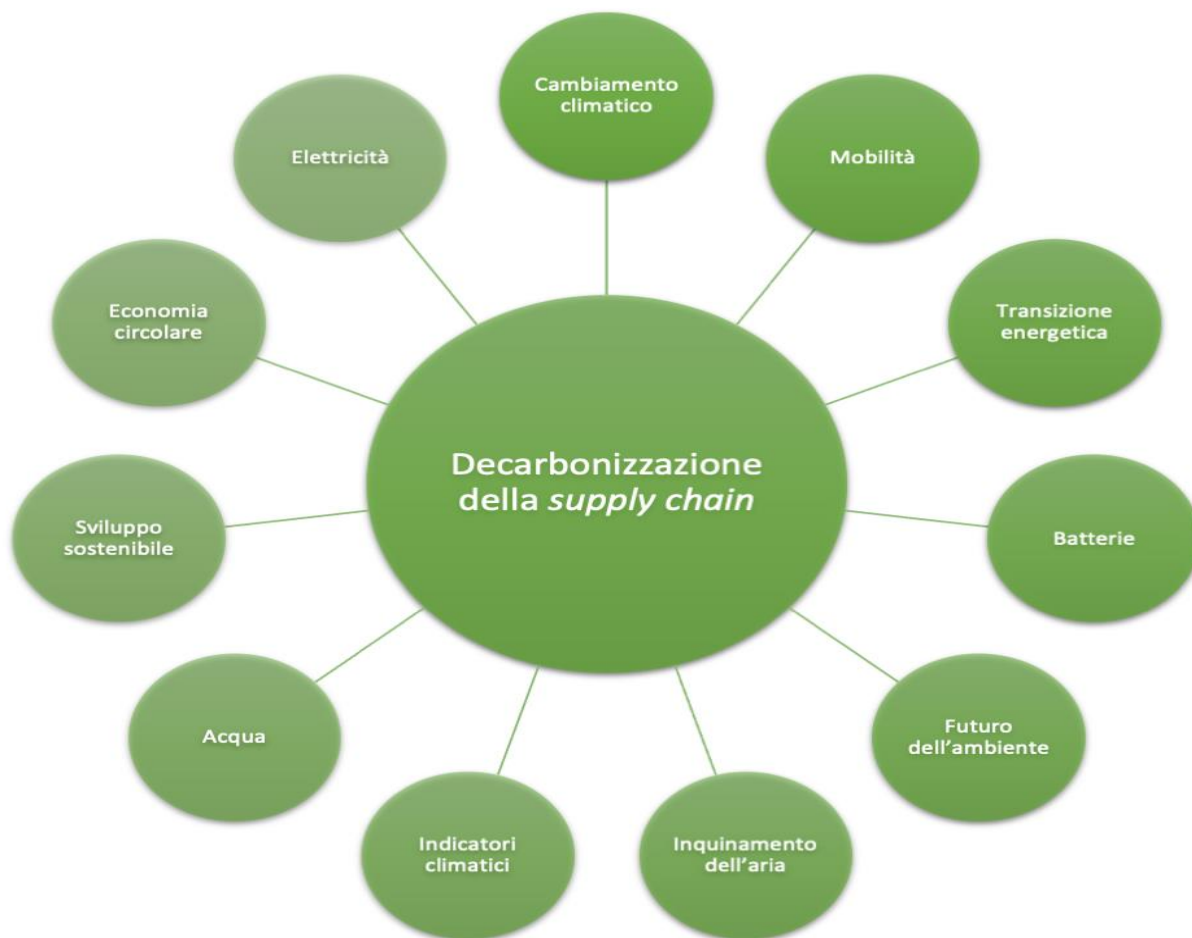 Cambiamento
climatico
Mobilità
Transizione
energetica
Batterie
Futuro
dell'ambiente
Inquinamento
dell'aria
Indicatori
climatici
Acqua
Sviluppo
sostenibile
Economia
circolare
Elettricità
Decarbonizzazione
della supply chain